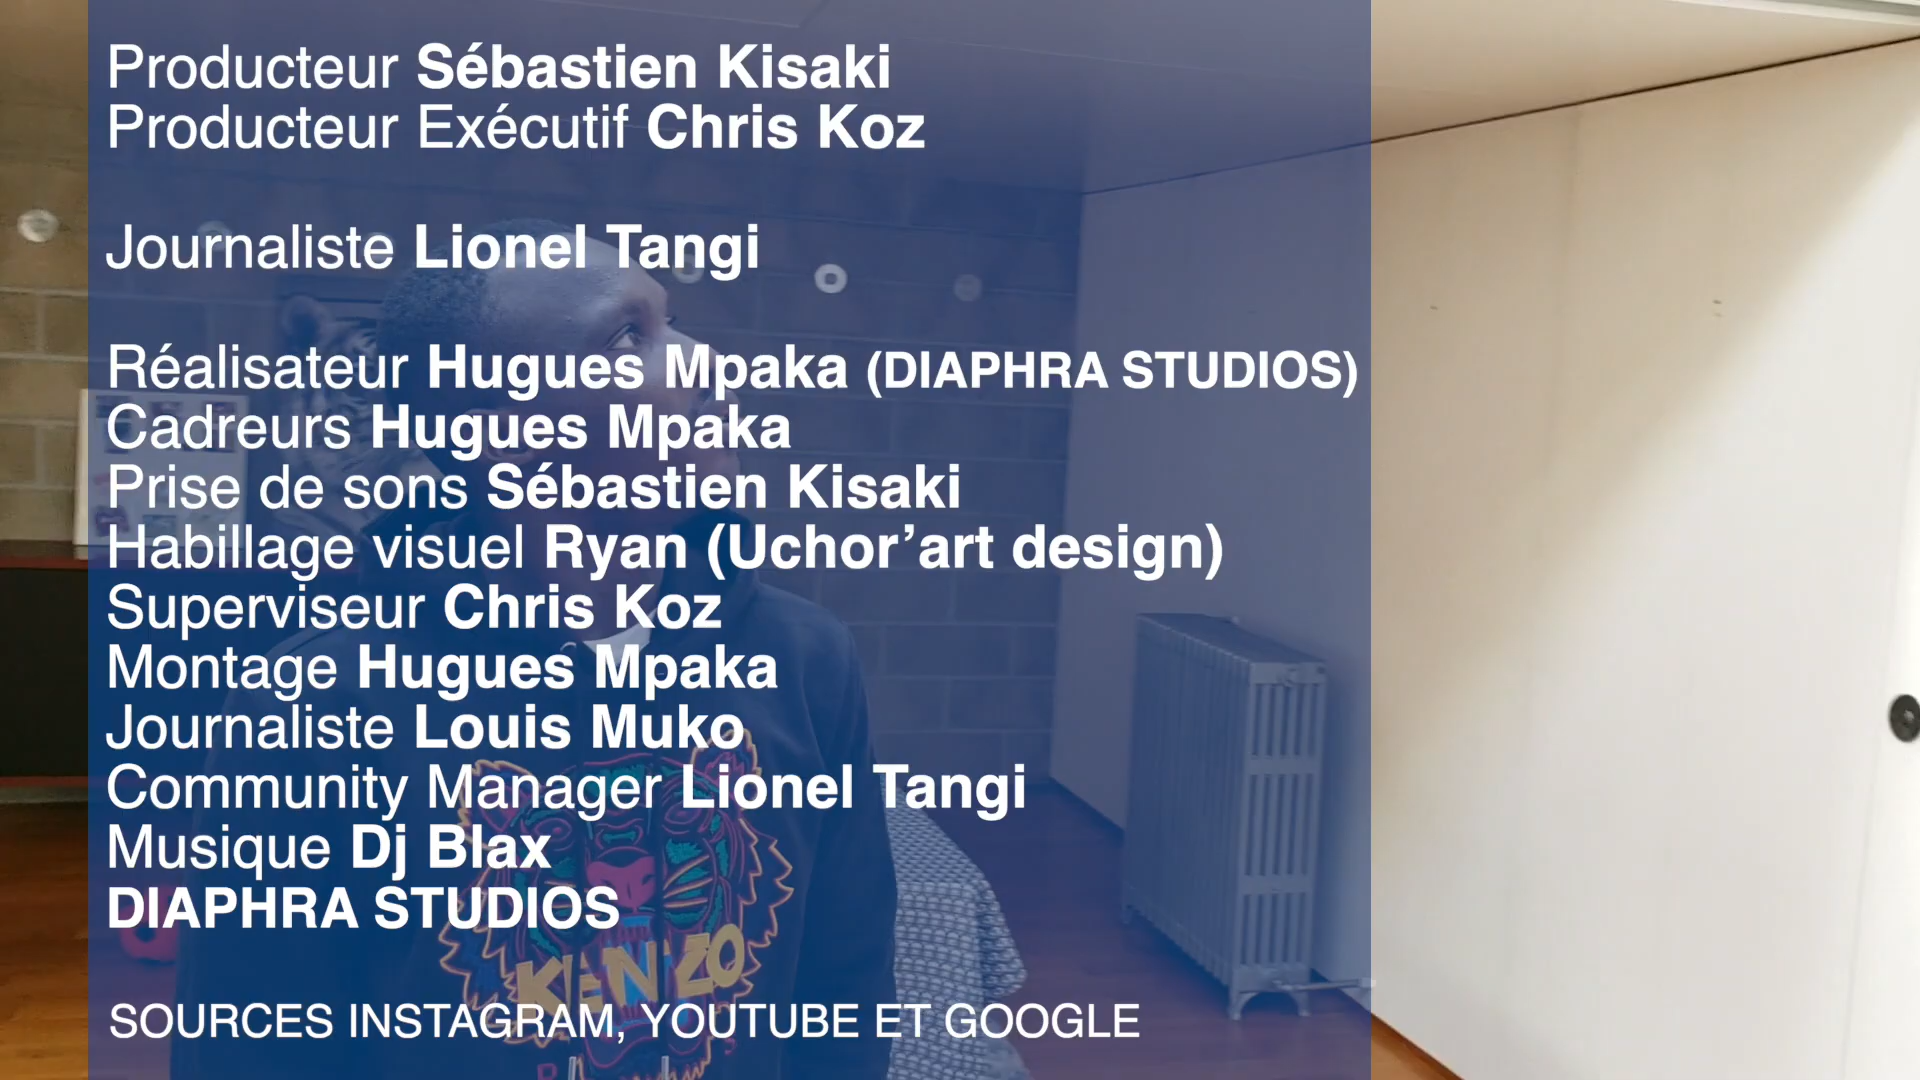 Producteur Sébastien Kisaki
Producteur Exécutif Chris Koz
Journaliste Lionel Tangi
Réalisateur Hugues Mpaka (DIAPHRA STUDIOS)
Cadreurs Hugues Mpaka
Prise de sons Sébastien Kisaki
Habillage visuel Ryan (Uchor’art design)
Superviseur Chris Koz
Montage Hugues Mpaka
Journaliste Louis Muko
Community Manager Lionel Tangi
Musique Dj Blax
DIAPHRA STUDIOS
KENZO
SOURCES INSTAGRAM, YOUTUBE ET GOOGLE